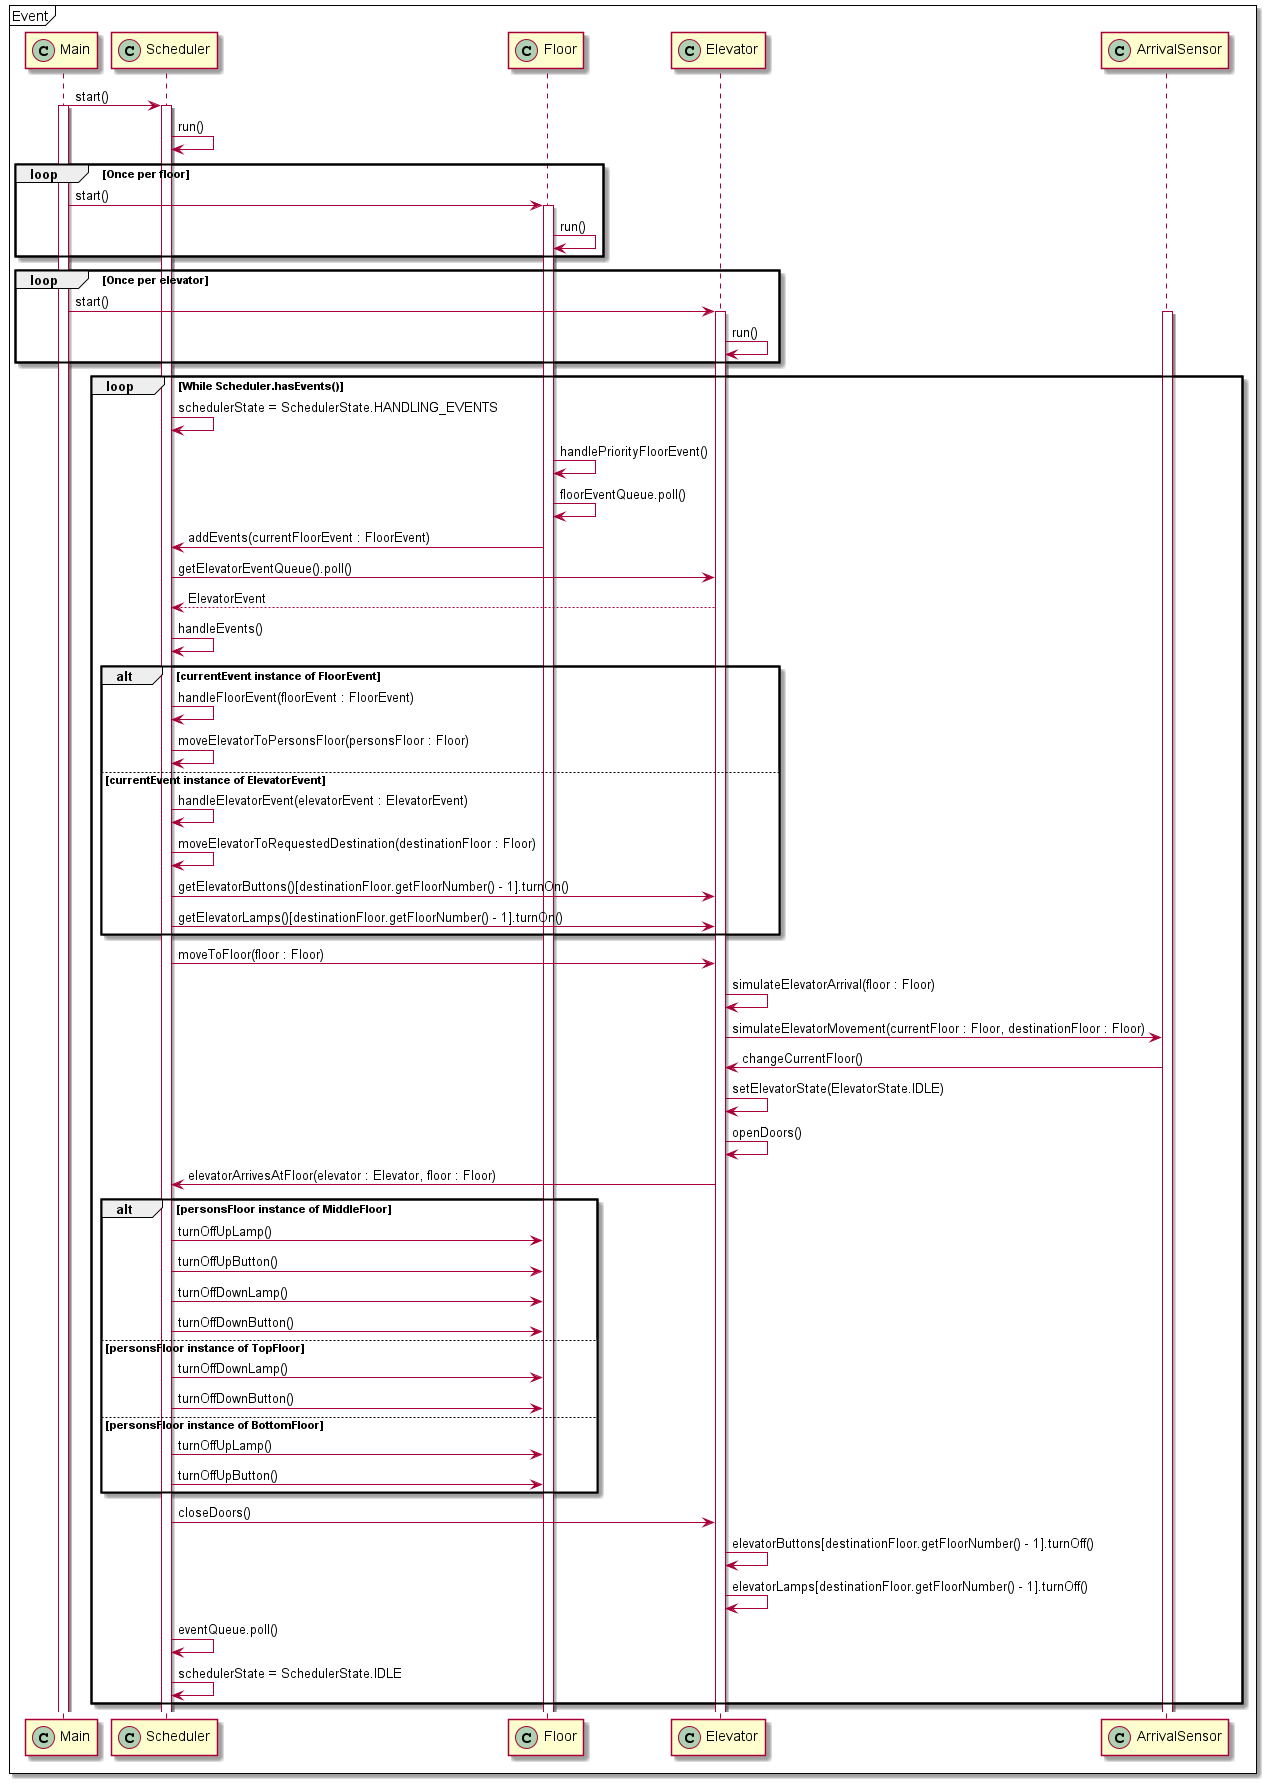 Event
Main
Scheduler
Floor
Elevator
ArrivalSensor
start()
run()
loop [Once per floor]
start()
run()
loop [Once per elevator]
start()
run()
loop [While Scheduler.hasEvents()]
schedulerState = SchedulerState.HANDLING_EVENTS
handlePriorityFloorEvent()
floorEventQueue.poll()
addEvents(currentFloorEvent : FloorEvent)
getElevatorEventQueue().poll()
ElevatorEvent
handleEvents()
alt [currentEvent instance of FloorEvent]
handleFloorEvent(floorEvent : FloorEvent)
moveElevatorToPersonsFloor(personsFloor : Floor)
[currentEvent instance of ElevatorEvent]
handleElevatorEvent(elevatorEvent : ElevatorEvent)
moveElevatorToRequestedDestination(destinationFloor : Floor)
getElevatorButtons()[destinationFloor.getFloorNumber() - 1].turnOn()
getElevatorLamps()[destinationFloor.getFloorNumber() - 1].turnOn()
moveToFloor(floor : Floor)
simulateElevatorArrival(floor : Floor)
simulateElevatorMovement(currentFloor : Floor, destinationFloor : Floor)
changeCurrentFloor()
setElevatorState(ElevatorState.IDLE)
openDoors()
elevatorArrivesAtFloor(elevator : Elevator, floor : Floor)
alt [personsFloor instance of MiddleFloor]
turnOffUpLamp()
turnOffUpButton()
turnOffDownLamp()
turnOffDownButton()
[personsFloor instance of TopFloor]
turnOffDownLamp()
turnOffDownButton()
[personsFloor instance of BottomFloor]
turnOffUpLamp()
turnOffUpButton()
closeDoors()
elevatorButtons[destinationFloor.getFloorNumber() - 1].turnOff()
elevatorLamps[destinationFloor.getFloorNumber() - 1].turnOff()
eventQueue.poll()
schedulerState = SchedulerState.IDLE
Main
Scheduler
Floor
Elevator
ArrivalSensor